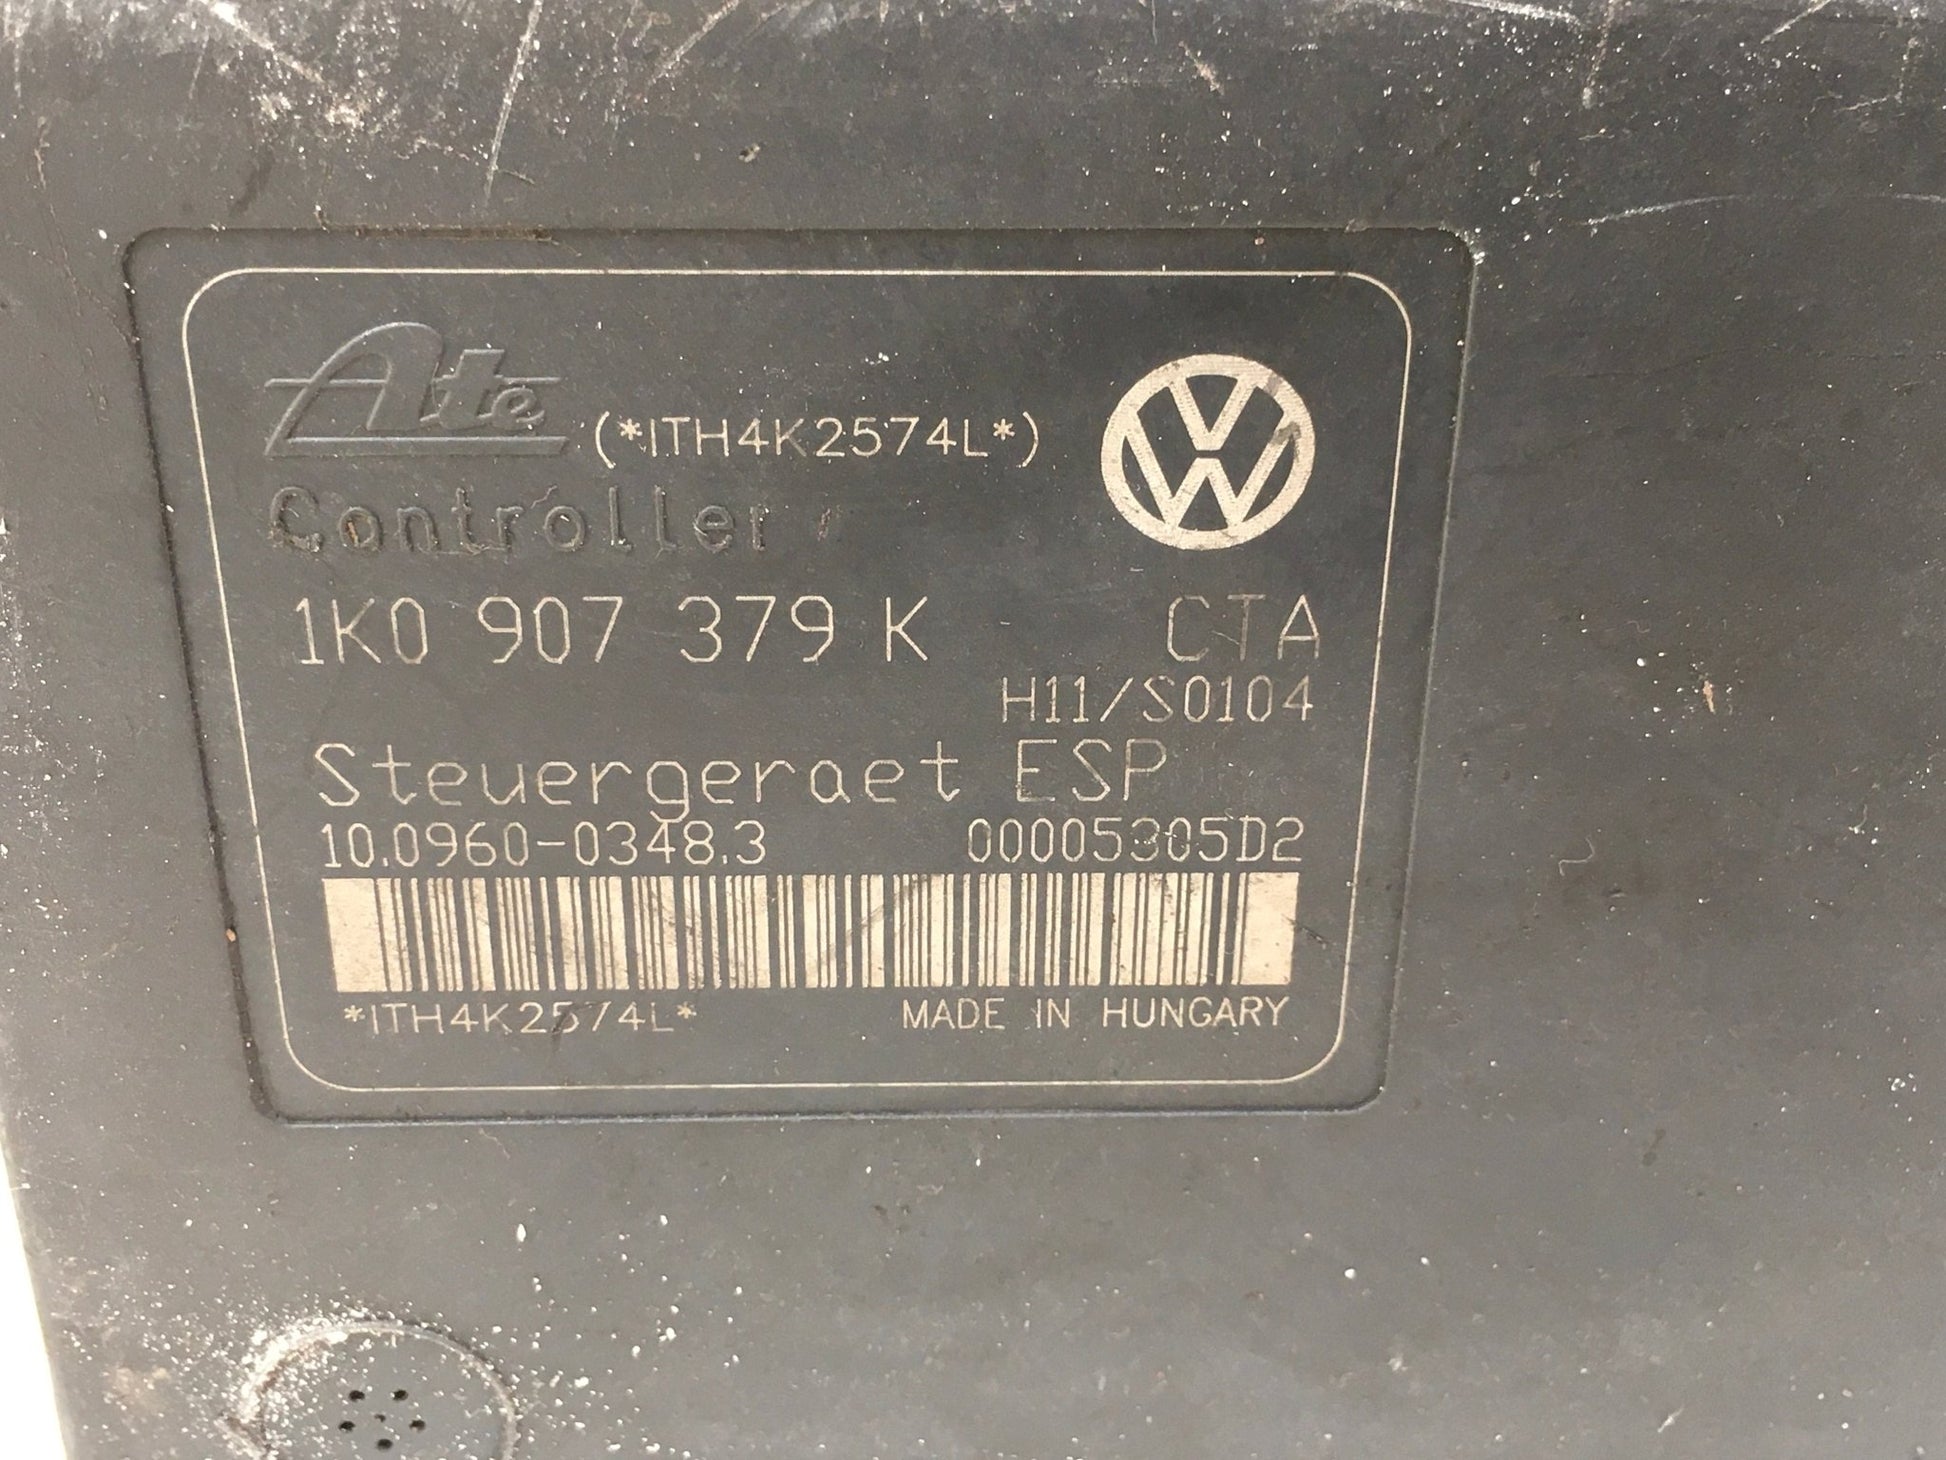 Ate (*ITH4K2574L*)
Controller
1K0 907 379 K CTA
H11/S0104
Steuergeraet ESP
10.0960-0348.3 00005305D2
*ITH4K2574L* MADE IN HUNGARY